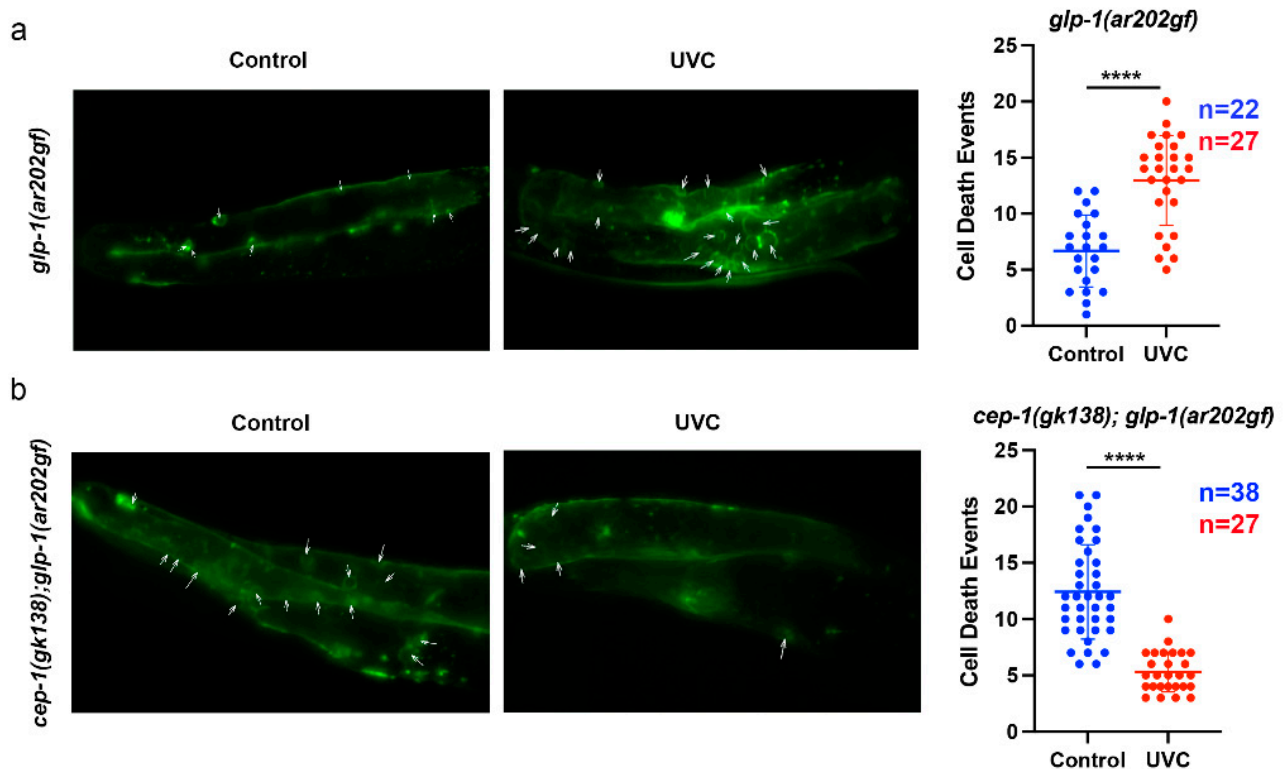 a
Control
UVC
glp-1(ar202gf)
glp-1(ar202gf)
****
n=22
n=27
Cell Death Events
25
20
15
10
5
0
Control
UVC
b
Control
UVC
cep-1(gk138);glp-1(ar202gf)
cep-1(gk138); glp-1(ar202gf)
****
n=38
n=27
Cell Death Events
25
20
15
10
5
0
Control
UVC